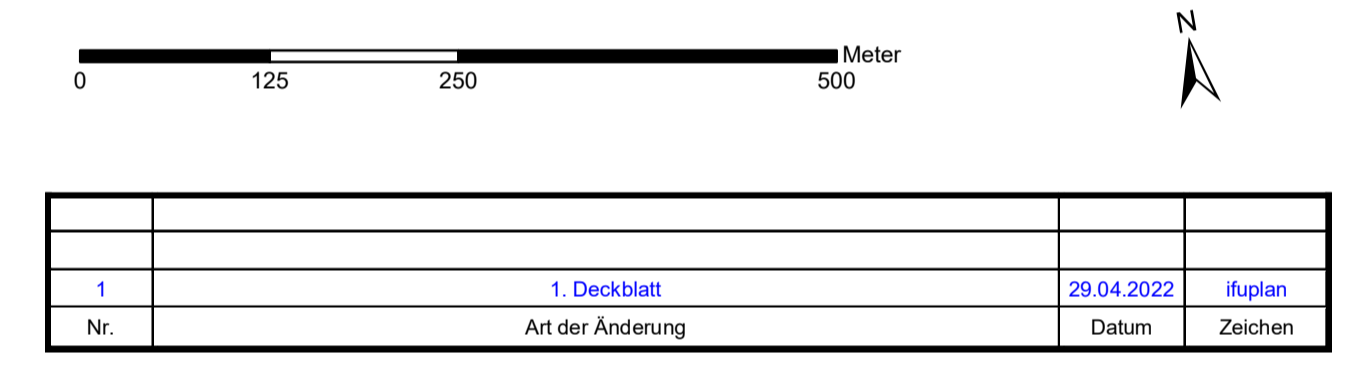 N
Meter
0 125 250 500
1 1. Deckblatt 29.04.2022 ifuplan
Nr. Art der Änderung Datum Zeichen